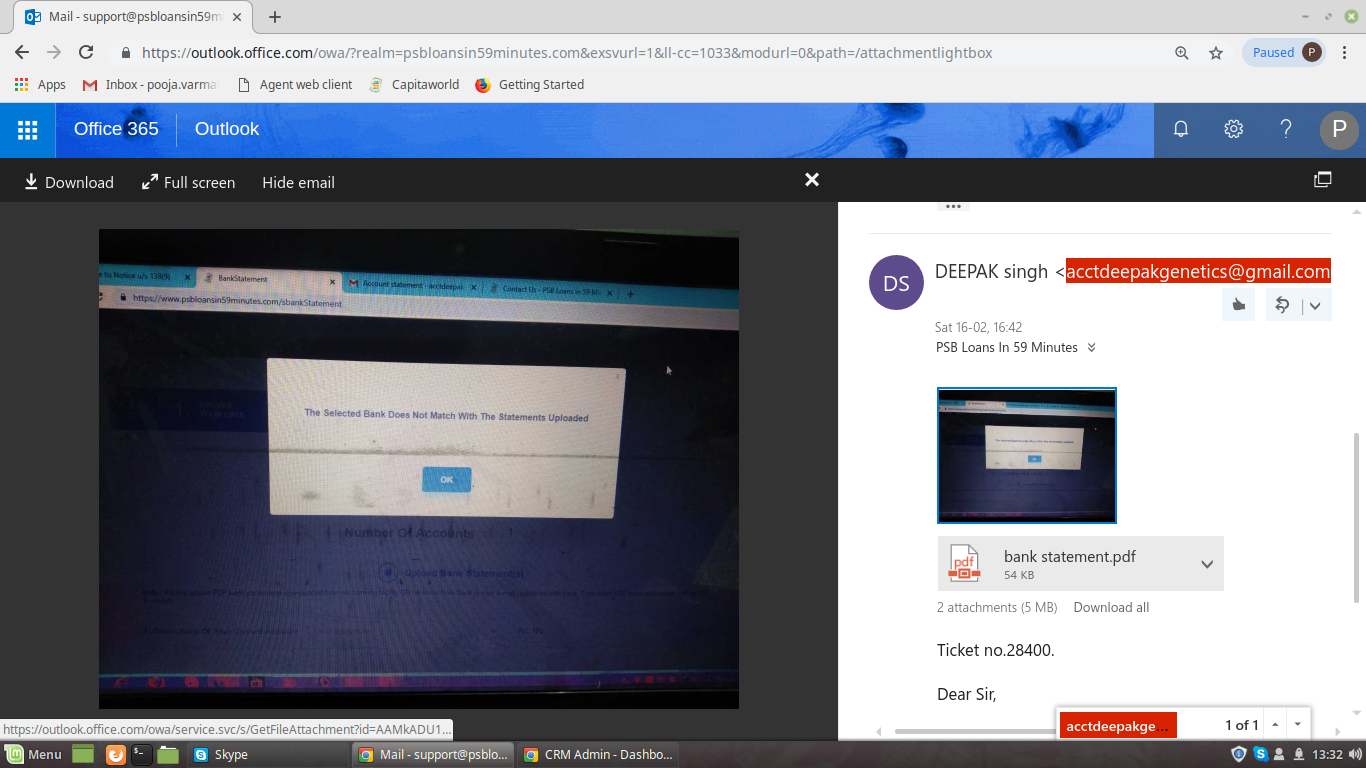 Mail - support@psbloansin59m
https://outlook.office.com/owa/?realm=psbloansin59minutes.com&exsvurl=1&ll-cc=1033&modurl=0&path=/attachmentlightbox
Paused P
Apps
Inbox - pooja.varma
Agent web client
Capitaworld
Getting Started
Office 365
Outlook
P
Download
Full screen
Hide email
e to Notice u/s 139(9)
BankStatement
Account statement - acctdeepak
Contact Us - PSB Loans in 59 Mi
https://www.psbloansin59minutes.com/sbankStatement
The Selected Bank Does Not Match With The Statements Uploaded
OK
Number Of Accounts
1
Upload Bank Statement(s)
DS
DEEPAK singh <acctdeepakgenetics@gmail.com
Sat 16-02, 16:42
PSB Loans In 59 Minutes
pdf
bank statement.pdf
54 KB
2 attachments (5 MB)
Download all
Ticket no.28400.
Dear Sir,
https://outlook.office.com/owa/service.svc/s/GetFileAttachment?id=AAMkADU1...
acctdeepakge...
1 of 1
Menu
Skype
Mail - support@psblo...
CRM Admin - Dashbo...
13:32